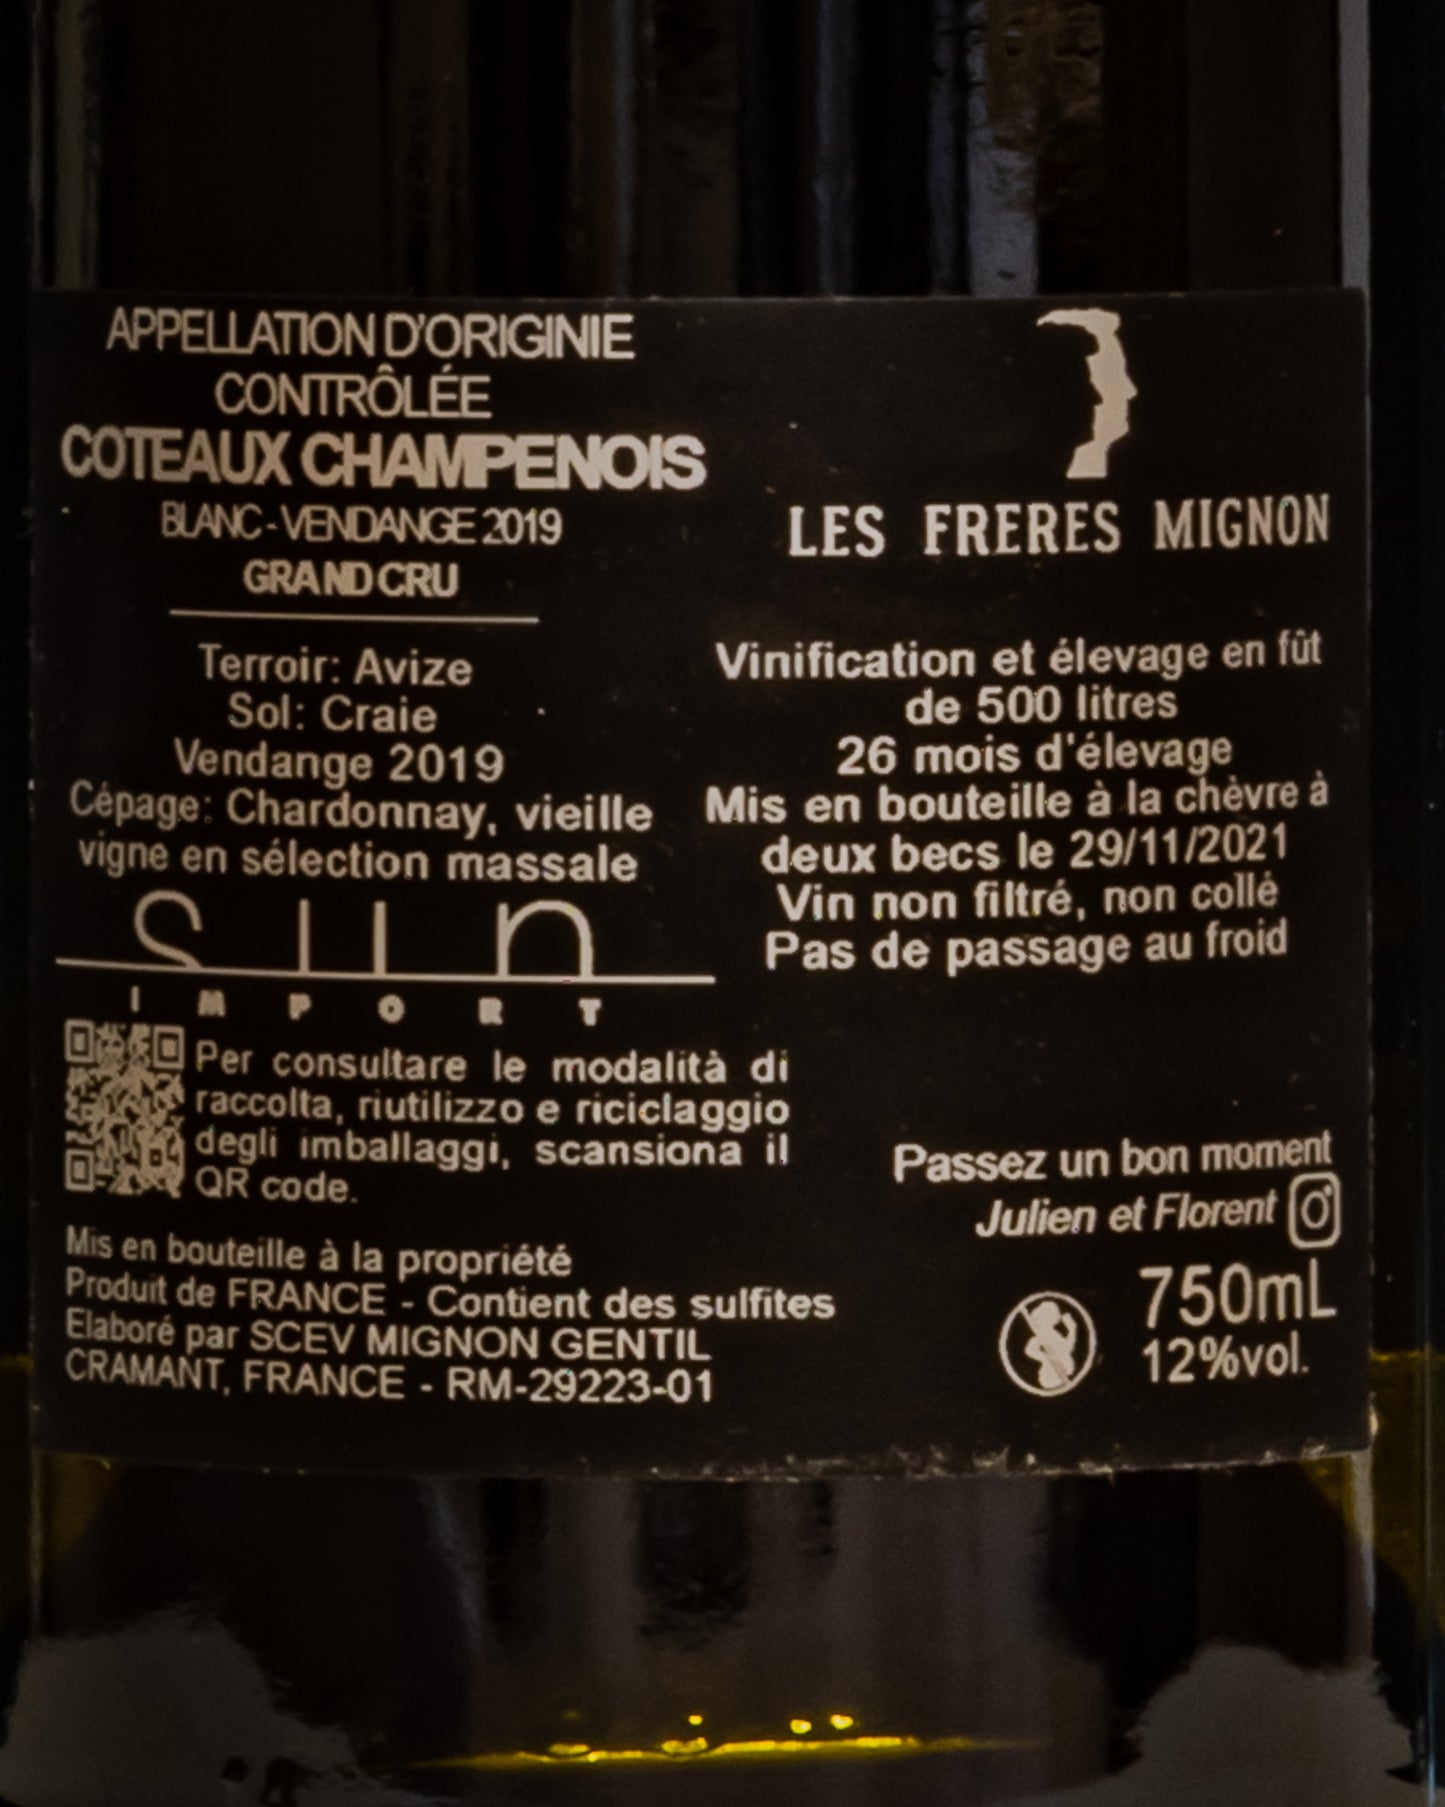 APPELLATION D'ORIGINIE
CONTRÔLÉE
COTEAUX CHAMPENOIS
BLANC - VENDANGE 2019
GRAND CRU
Terroir: Avize
Sol: Craie
Vendange 2019
Cépage: Chardonnay, vieille
vigne en sélection massale
sun
IMPORT
Per consultare le modalità di
raccolta, riutilizzo e riciclaggio
degli imballaggi, scansiona il
QR code.
Mis en bouteille à la propriété
Produit de FRANCE - Contient des sulfites
Elaboré par SCEV MIGNON GENTIL
CRAMANT, FRANCE - RM-29223-01
LES FRERES MIGNON
Vinification et élevage en fût
de 500 litres
26 mois d'élevage
Mis en bouteille à la chèvre à
deux becs le 29/11/2021
Vin non filtré, non collé
Pas de passage au froid
Passez un bon moment
Julien et Florent
750mL
12%vol.